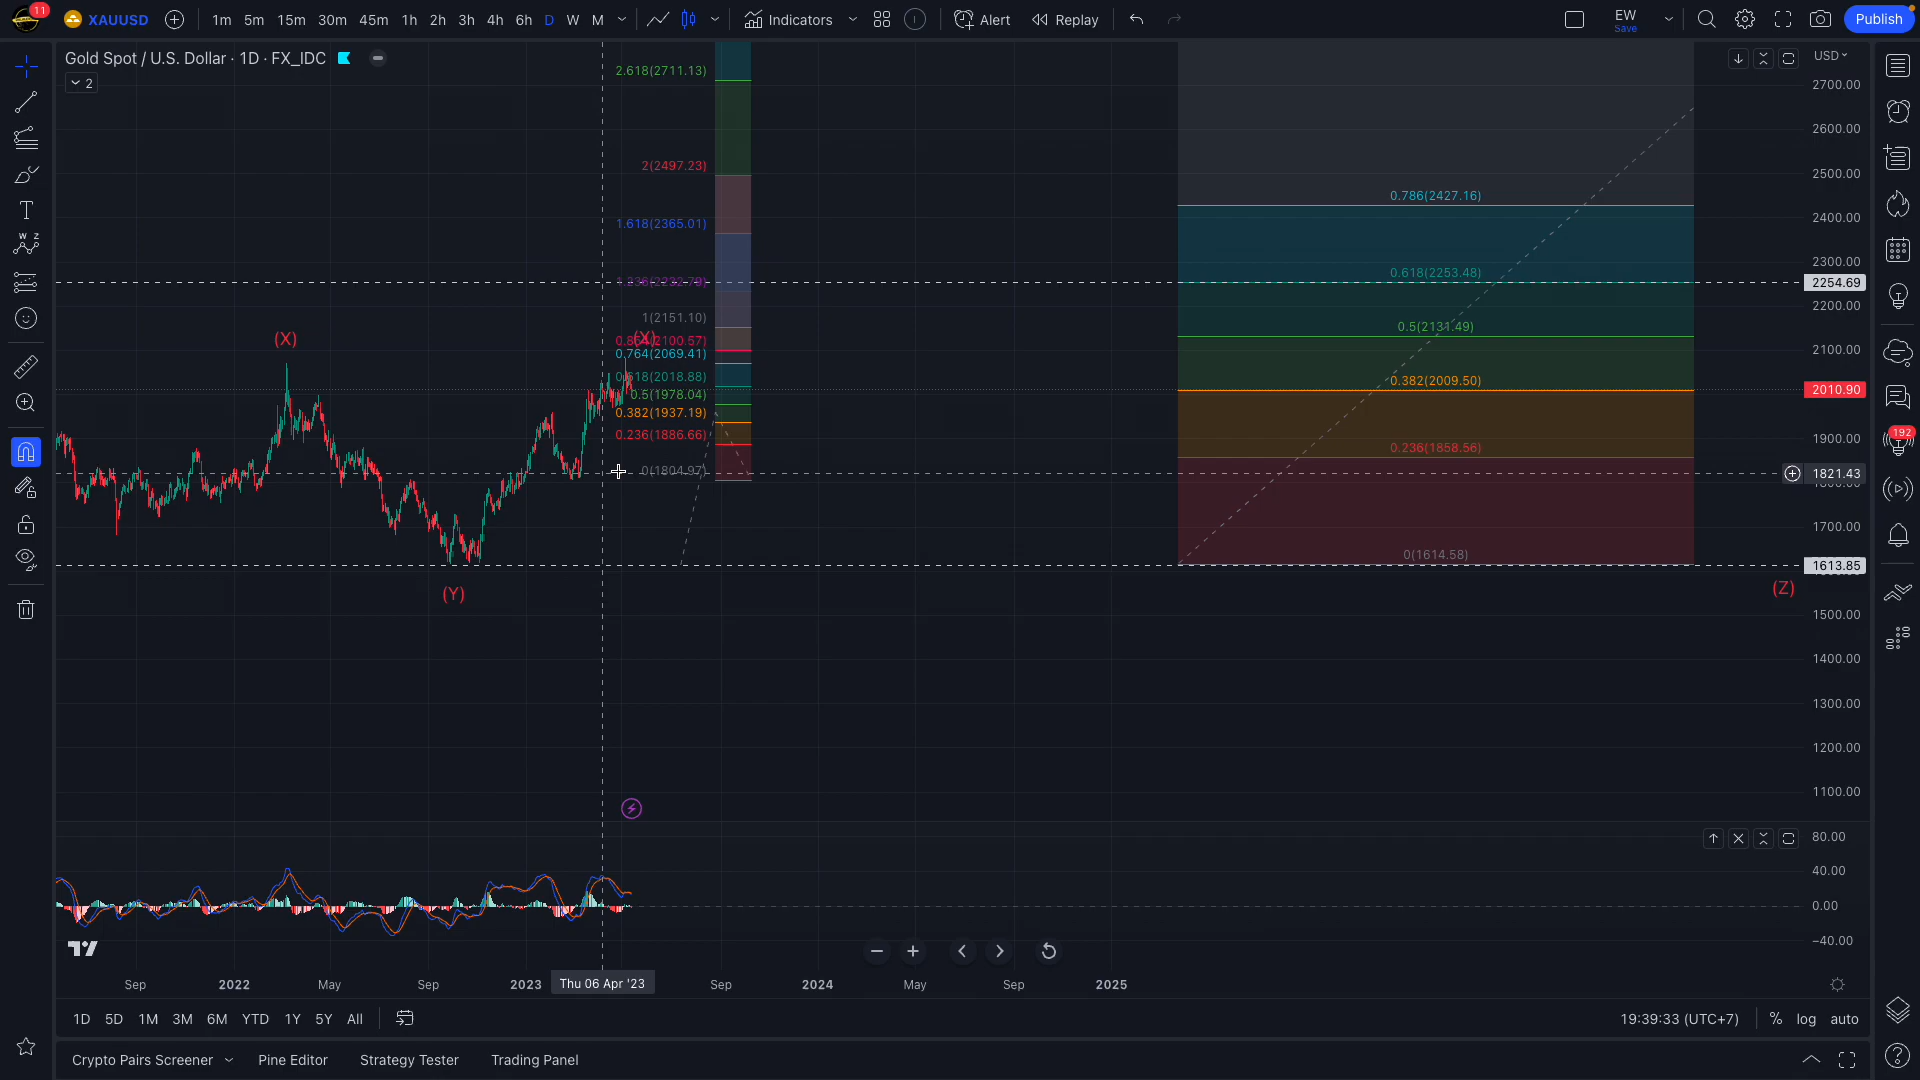 11
XAUUSD
1m 5m 15m 30m 45m 1h 2h 3h 4h 6h D W M
Indicators
Alert
Replay
EW
Save
Publish
Gold Spot / U.S. Dollar · 1D · FX_IDC
2
USD
2.618(2711.13)
2(2497.23)
1.618(2365.01)
1.236(2232.79)
1(2151.10)
(X)
(X)
0.764(2069.41)
0.618(2018.88)
0.5(1978.04)
0.382(1937.19)
0.236(1886.66)
0(1804.97)
(Y)
0.786(2427.16)
0.618(2253.48)
0.5(2131.49)
0.382(2009.50)
0.236(1858.56)
0(1614.58)
(Z)
2700.00
2600.00
2500.00
2400.00
2300.00
2254.69
2200.00
2100.00
2010.90
1900.00
1821.43
1700.00
1613.85
1500.00
1400.00
1300.00
1200.00
1100.00
80.00
40.00
0.00
−40.00
192
W Z
T
Sep 2022 May Sep 2023 Thu 06 Apr '23 Sep 2024 May Sep 2025
1D 5D 1M 3M 6M YTD 1Y 5Y All
19:39:33 (UTC+7) % log auto
Crypto Pairs Screener Pine Editor Strategy Tester Trading Panel